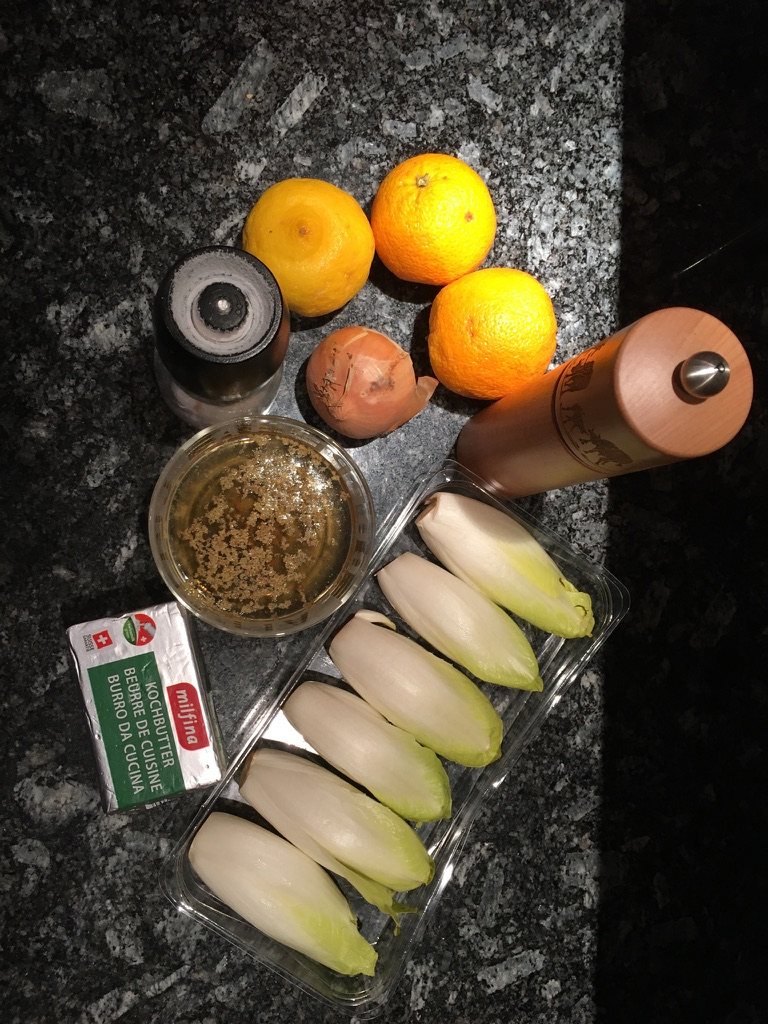 milfina
KOCHBUTTER
BEURRE DE CUISINE
BURRO DA CUCINA